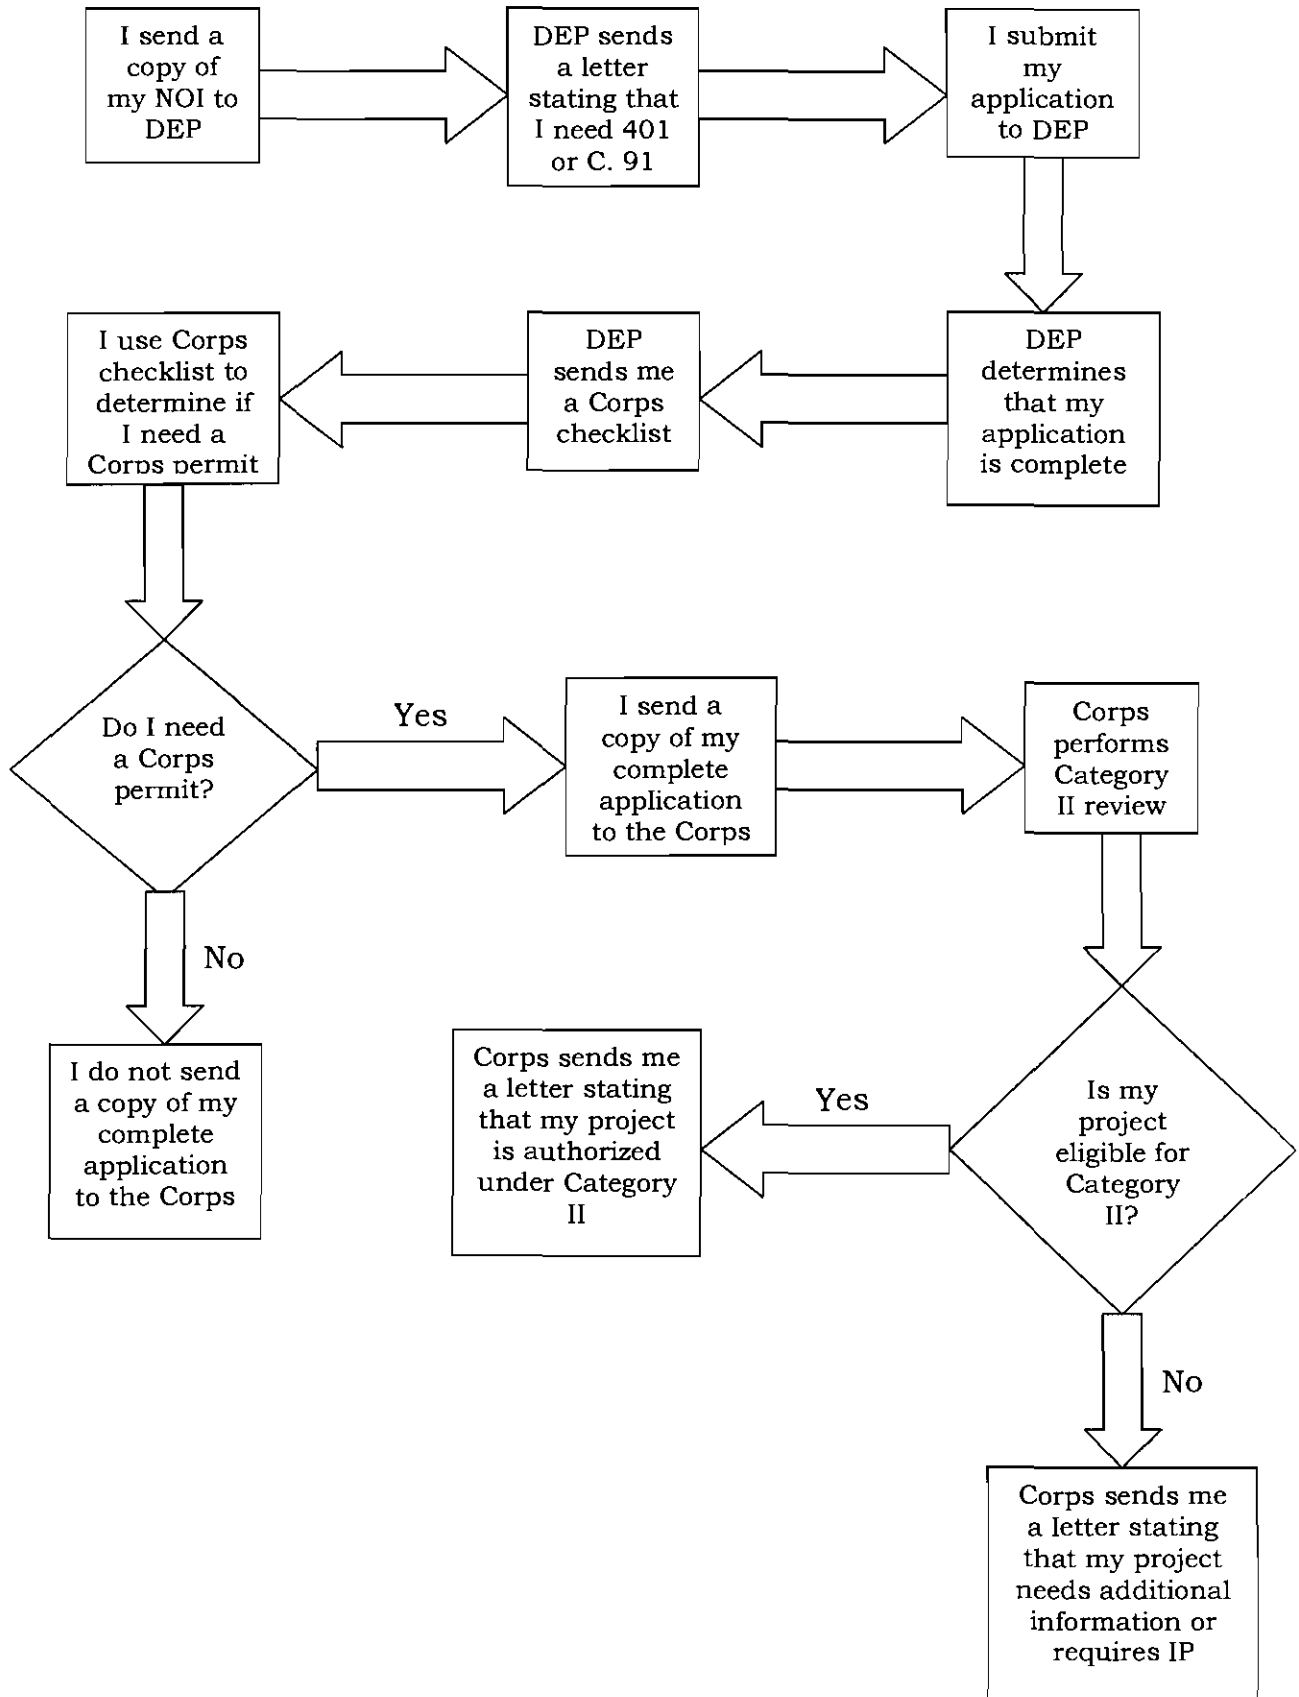 I send a
copy of
my NOI to
DEP
DEP sends
a letter
stating that
I need 401
or C. 91
I submit
my
application
to DEP
DEP
determines
that my
application
is complete
DEP
sends me
a Corps
checklist
I use Corps
checklist to
determine if
I need a
Corps permit
Do I need
a Corps
permit?
Yes
I send a
copy of my
complete
application
to the Corps
Corps
performs
Category
II review
No
I do not send
a copy of my
complete
application
to the Corps
Is my
project
eligible for
Category
II?
Yes
Corps sends me
a letter stating
that my project
is authorized
under Category
II
No
Corps sends me
a letter stating
that my project
needs additional
information or
requires IP